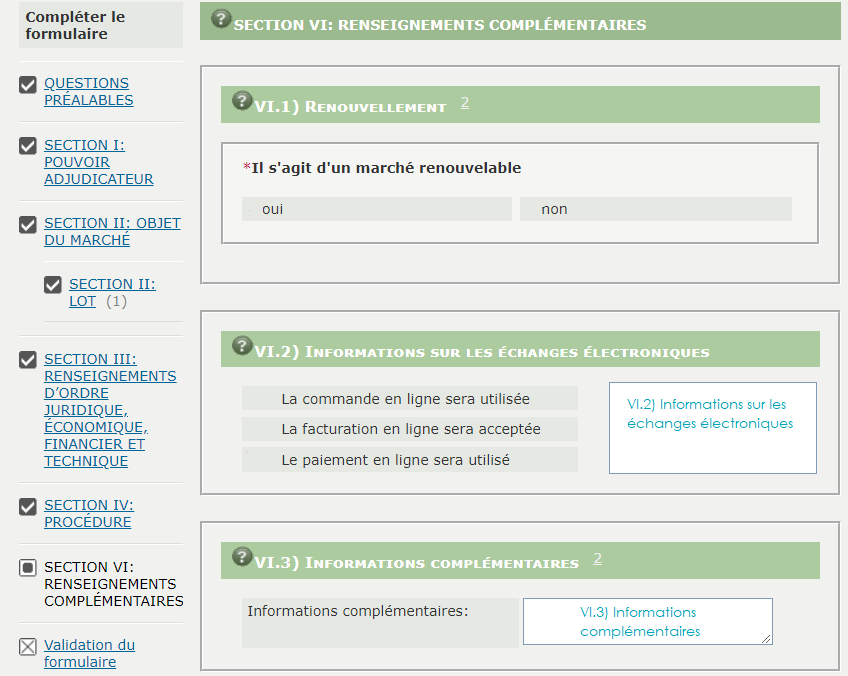 Compléter le
formulaire
QUESTIONS
PRÉALABLES
SECTION I:
POUVOIR
ADJUDICATEUR
SECTION II: OBJET
DU MARCHÉ
SECTION II:
LOT (1)
SECTION III:
RENSEIGNEMENTS
D'ORDRE
JURIDIQUE,
ÉCONOMIQUE,
FINANCIER ET
TECHNIQUE
SECTION IV:
PROCÉDURE
SECTION VI:
RENSEIGNEMENTS
COMPLÉMENTAIRES
Validation du
formulaire
? SECTION VI: RENSEIGNEMENTS COMPLÉMENTAIRES
? VI.1) RENOUVELLEMENT 2
*Il s'agit d'un marché renouvelable
oui non
? VI.2) INFORMATIONS SUR LES ÉCHANGES ÉLECTRONIQUES
La commande en ligne sera utilisée
La facturation en ligne sera acceptée
Le paiement en ligne sera utilisé
VI.2) Informations sur les
échanges électroniques
? VI.3) INFORMATIONS COMPLÉMENTAIRES 2
Informations complémentaires:
VI.3) Informations
complémentaires